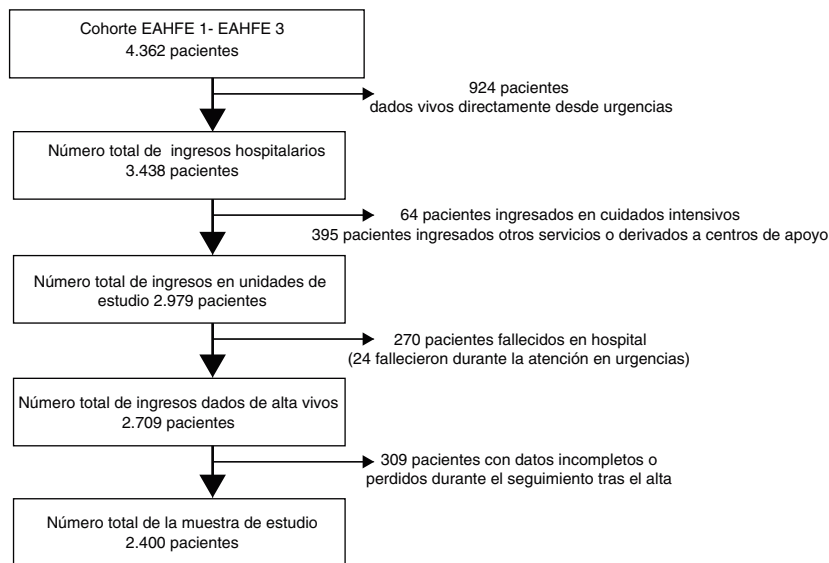 Cohorte EAHFE 1- EAHFE 3
4.362 pacientes
924 pacientes
dados vivos directamente desde urgencias
Número total de ingresos hospitalarios
3.438 pacientes
64 pacientes ingresados en cuidados intensivos
395 pacientes ingresados otros servicios o derivados a centros de apoyo
Número total de ingresos en unidades de
estudio 2.979 pacientes
270 pacientes fallecidos en hospital
(24 fallecieron durante la atención en urgencias)
Número total de ingresos dados de alta vivos
2.709 pacientes
309 pacientes con datos incompletos o
perdidos durante el seguimiento tras el alta
Número total de la muestra de estudio
2.400 pacientes